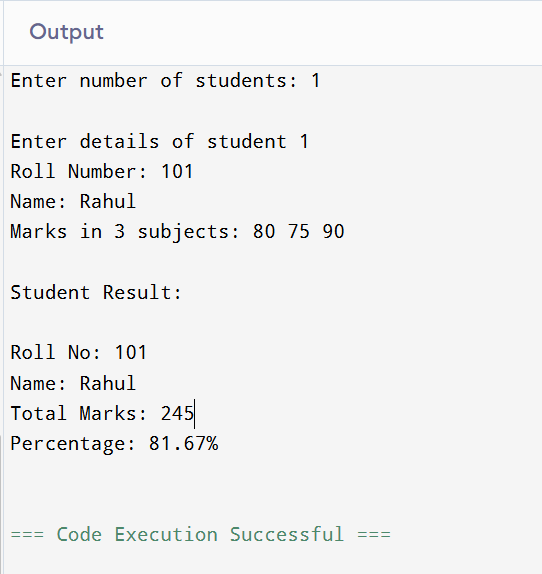 Output
Enter number of students: 1
Enter details of student 1
Roll Number: 101
Name: Rahul
Marks in 3 subjects: 80 75 90
Student Result:
Roll No: 101
Name: Rahul
Total Marks: 245
Percentage: 81.67%
=== Code Execution Successful ===